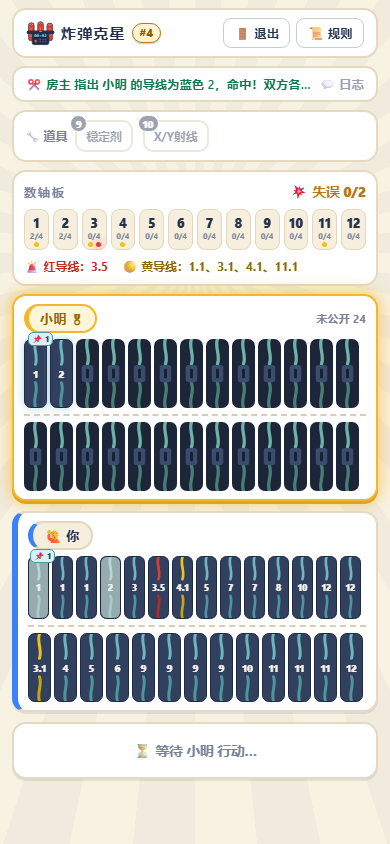 炸弹克星 #4 退出 规则
房主 指出 小明 的导线为蓝色 2，命中！双方各... 日志
道具 9 稳定剂 10 X/Y射线
数轴板 失误 0/2
1 2 3 4 5 6 7 8 9 10 11 12
2/4 2/4 0/4 0/4 0/4 0/4 0/4 0/4 0/4 0/4 0/4 0/4
红导线：3.5 黄导线：1.1、3.1、4.1、11.1
小明 未公开 24
1
1 2
你
1
1 1 1 2 3 3.5 4.1 5 7 7 8 10 12 12
3.1 4 5 6 9 9 9 9 10 11 11 11 12
等待 小明 行动...